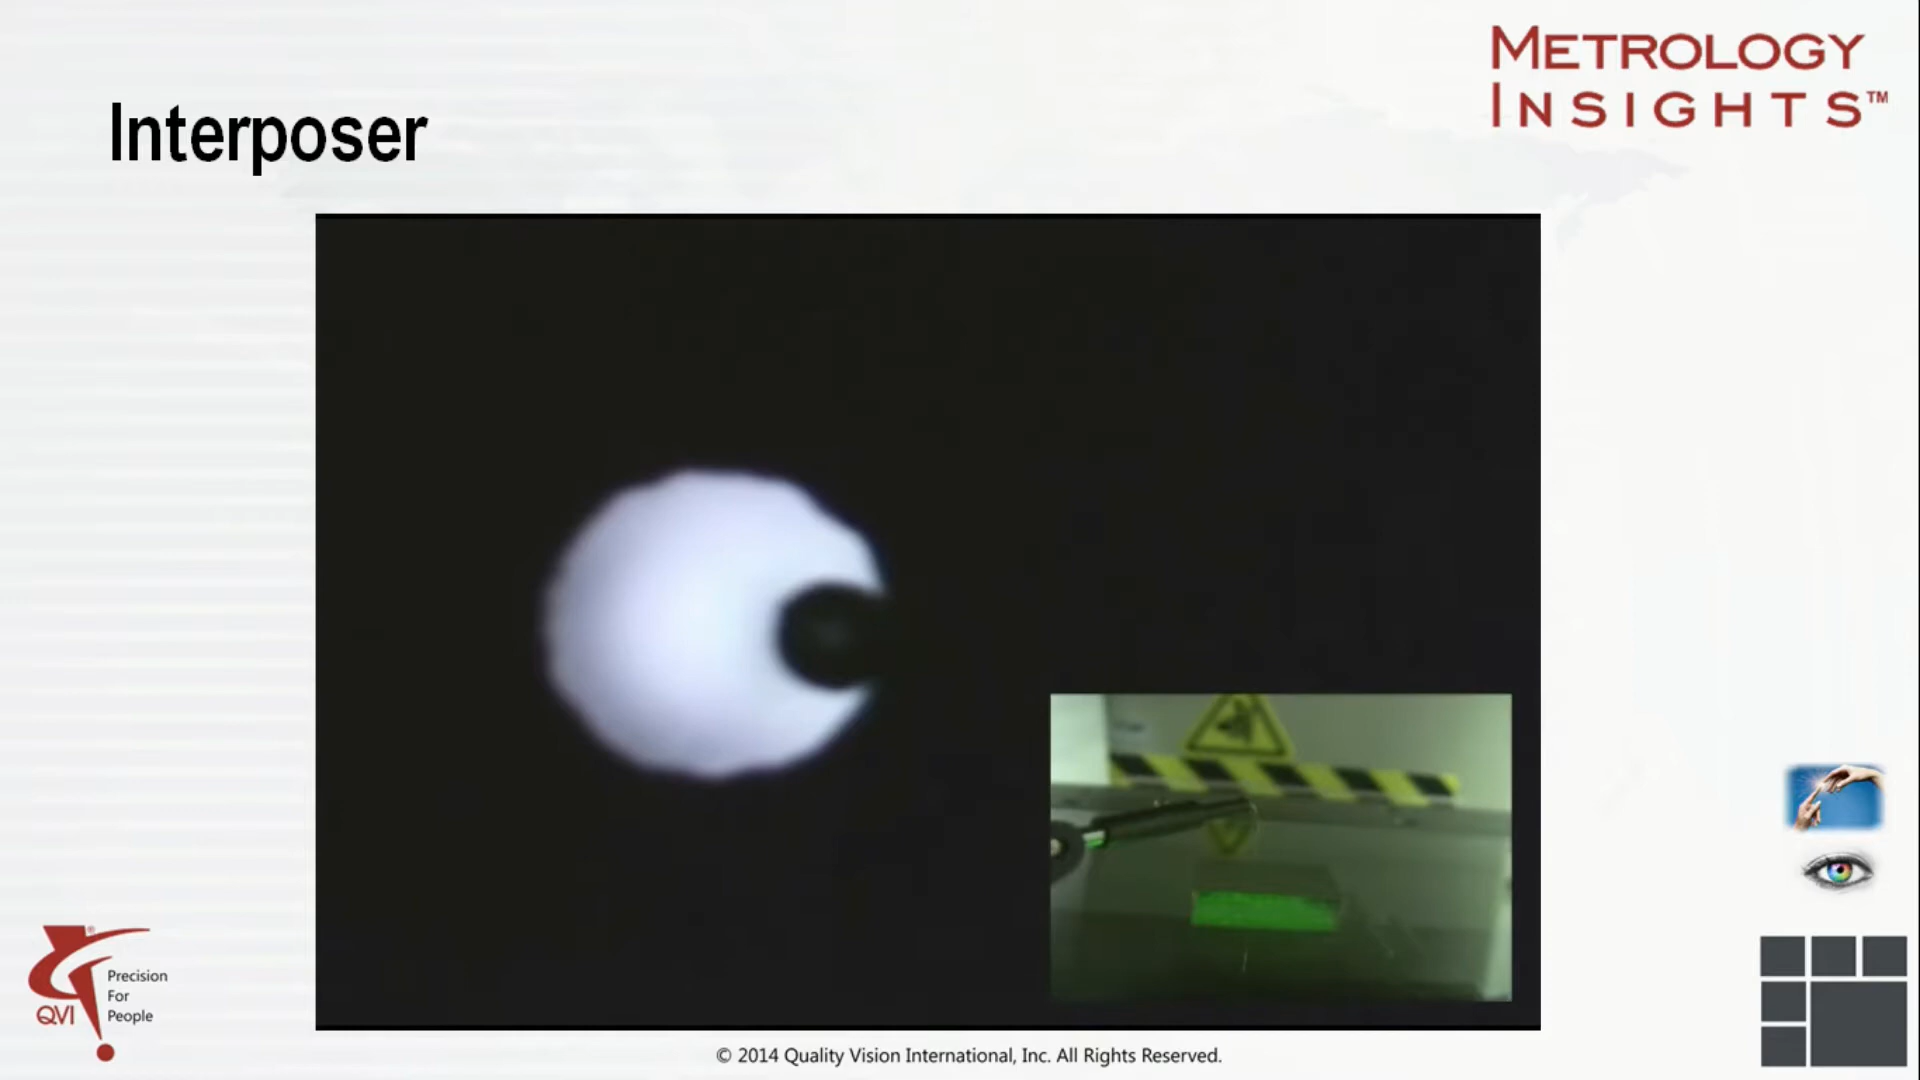 METROLOGY
INSIGHTS™
Interposer
Precision
For
People
QVI®
© 2014 Quality Vision International, Inc. All Rights Reserved.